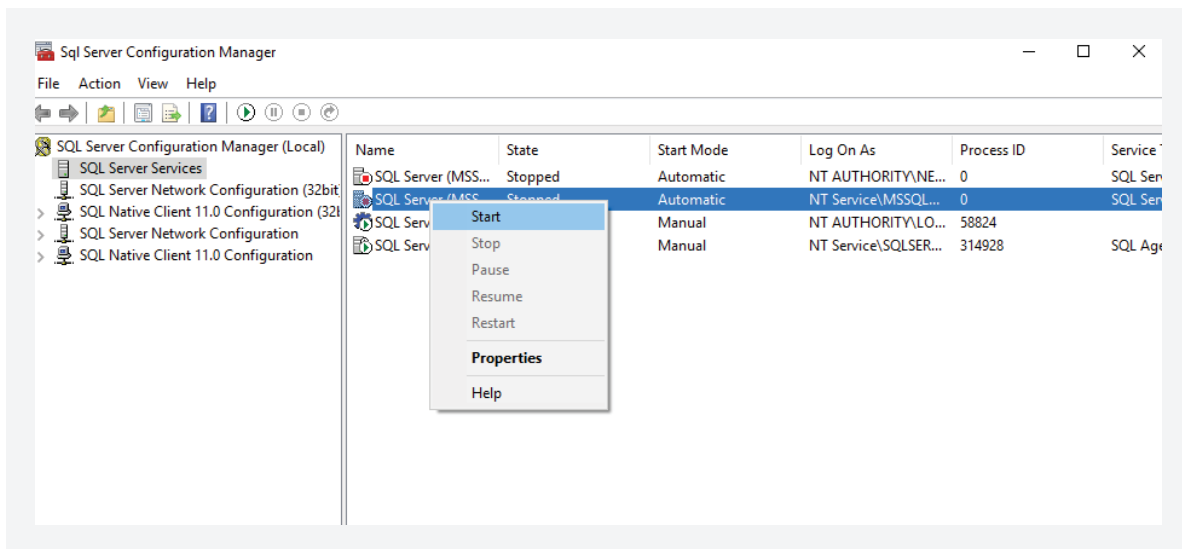 Sql Server Configuration Manager
File Action View Help
SQL Server Configuration Manager (Local)
SQL Server Services
SQL Server Network Configuration (32bit
SQL Native Client 11.0 Configuration (32b
SQL Server Network Configuration
SQL Native Client 11.0 Configuration
Name State Start Mode Log On As Process ID Service
SQL Server (MSS... Stopped Automatic NT AUTHORITY\NE... 0 SQL Ser
SQL Server (MSS... Stopped Automatic NT Service\MSSQL... 0 SQL Ser
SQL Serv Manual NT AUTHORITY\LO... 58824
SQL Serv Manual NT Service\SQLSER... 314928 SQL Age
Start
Stop
Pause
Resume
Restart
Properties
Help